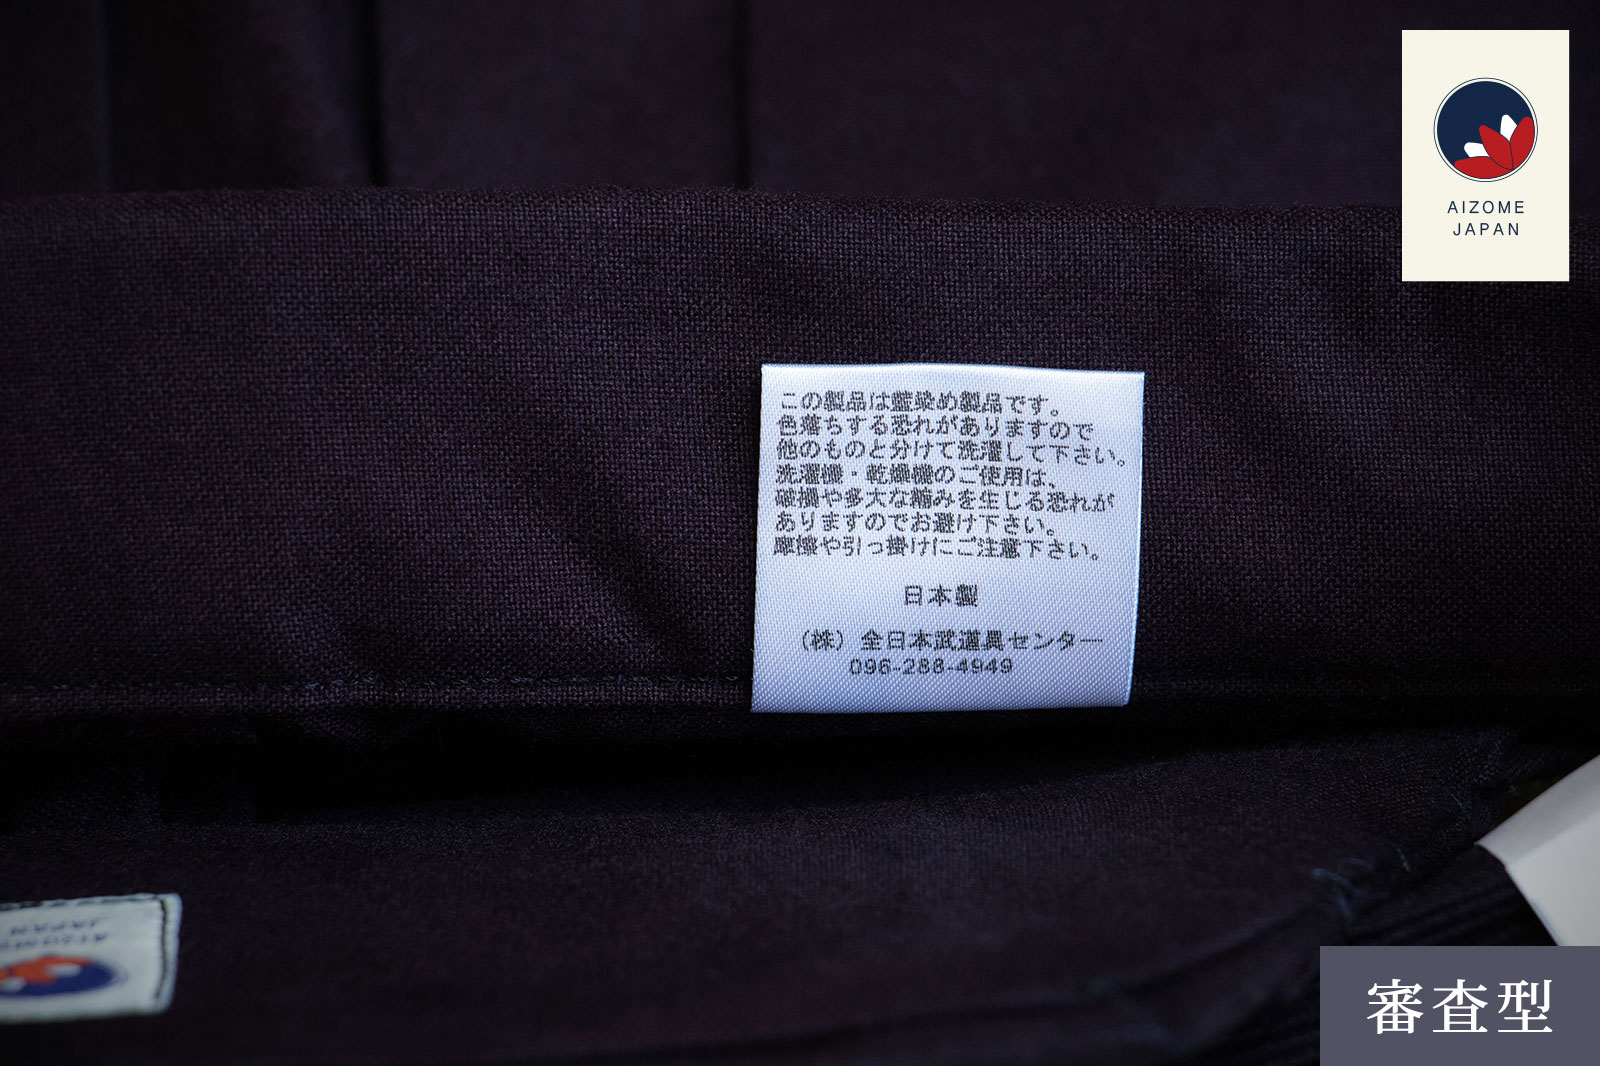 AIZOME
JAPAN
この製品は藍染め製品です。
色落ちする恐れがありますので
他のものと分けて洗濯して下さい。
洗濯機・乾燥機のご使用は、
破損や多大な縮みを生じる恐れが
ありますのでお避け下さい。
摩擦や引っ掛けにご注意下さい。
日本製
（株）全日本武道具センター
096-288-4949
AIZOME
JAPAN
審査型